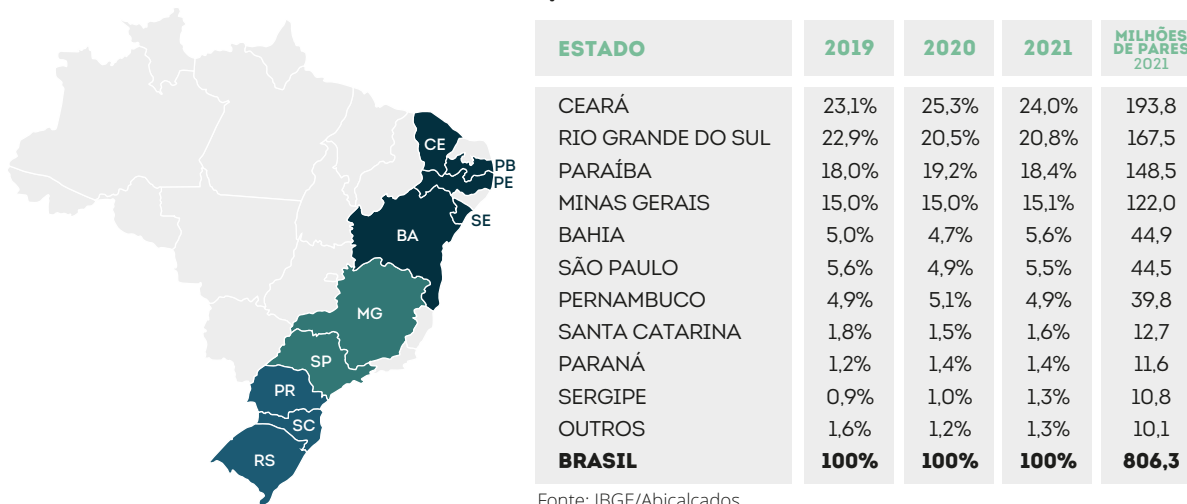 CE
PB
PE
SE
BA
MG
SP
PR
SC
RS
ESTADO 2019 2020 2021 MILHÕES DE PARES 2021
CEARÁ 23,1% 25,3% 24,0% 193,8
RIO GRANDE DO SUL 22,9% 20,5% 20,8% 167,5
PARAÍBA 18,0% 19,2% 18,4% 148,5
MINAS GERAIS 15,0% 15,0% 15,1% 122,0
BAHIA 5,0% 4,7% 5,6% 44,9
SÃO PAULO 5,6% 4,9% 5,5% 44,5
PERNAMBUCO 4,9% 5,1% 4,9% 39,8
SANTA CATARINA 1,8% 1,5% 1,6% 12,7
PARANÁ 1,2% 1,4% 1,4% 11,6
SERGIPE 0,9% 1,0% 1,3% 10,8
OUTROS 1,6% 1,2% 1,3% 10,1
BRASIL 100% 100% 100% 806,3
Fonte: IBGE/Abicalçados